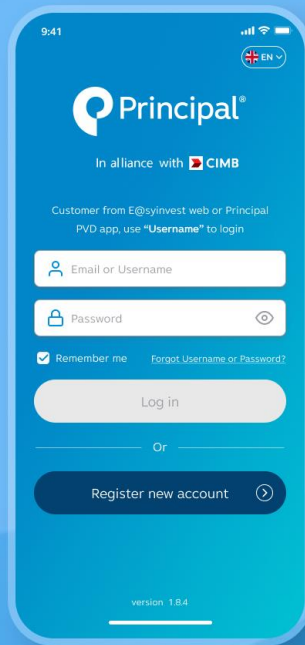 9:41
EN
Principal®
In alliance with CIMB
Customer from E@syinvest web or Principal
PVD app, use “Username” to login
Email or Username
Password
Remember me Forgot Username or Password?
Log in
Or
Register new account
version 1.8.4